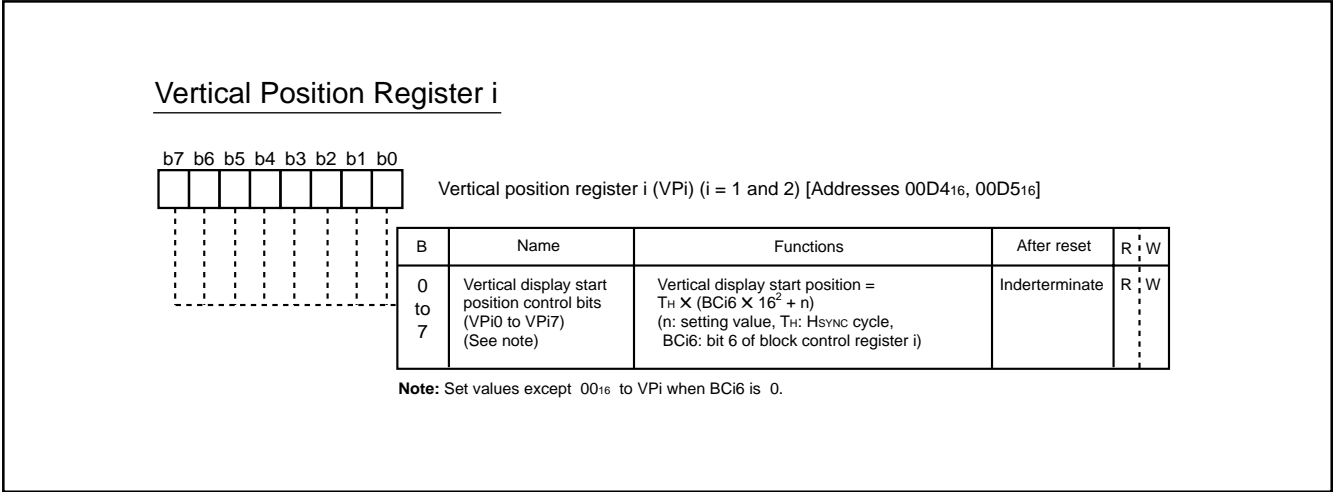 Vertical Position Register i
b7 b6 b5 b4 b3 b2 b1 b0
Vertical position register i (VPi) (i = 1 and 2) [Addresses 00D4₁₆, 00D5₁₆]
B Name Functions After reset R W
0 to 7
Vertical display start
position control bits
(VPi0 to VPi7)
(See note)
Vertical display start position =
TH X (BCi6 X 16² + n)
(n: setting value, TH: HSYNC cycle,
BCi6: bit 6 of block control register i)
Inderterminate R W
Note: Set values except 00₁₆ to VPi when BCi6 is 0.